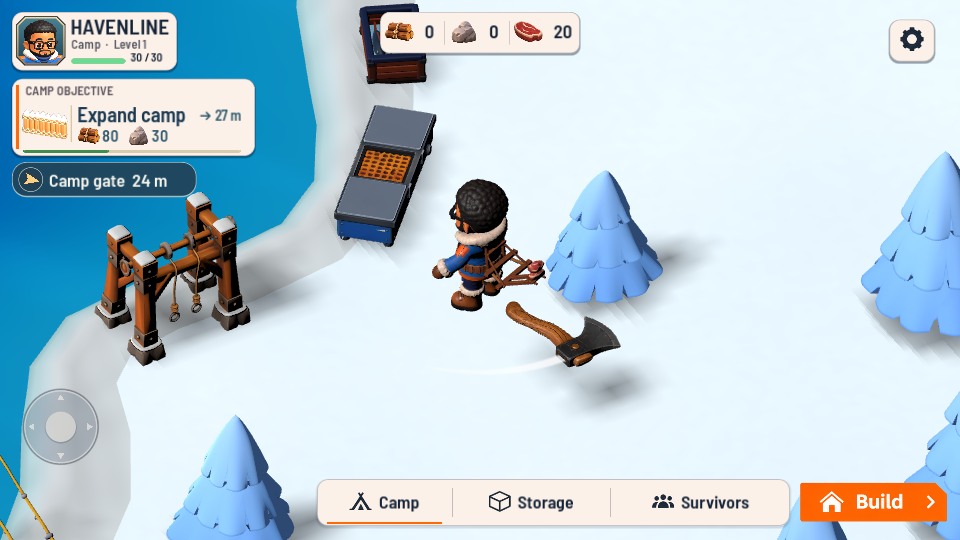 HAVENLINE
Camp · Level 1
30 / 30
0
0
20
CAMP OBJECTIVE
Expand camp → 27 m
80 30
Camp gate 24 m
Camp
Storage
Survivors
Build